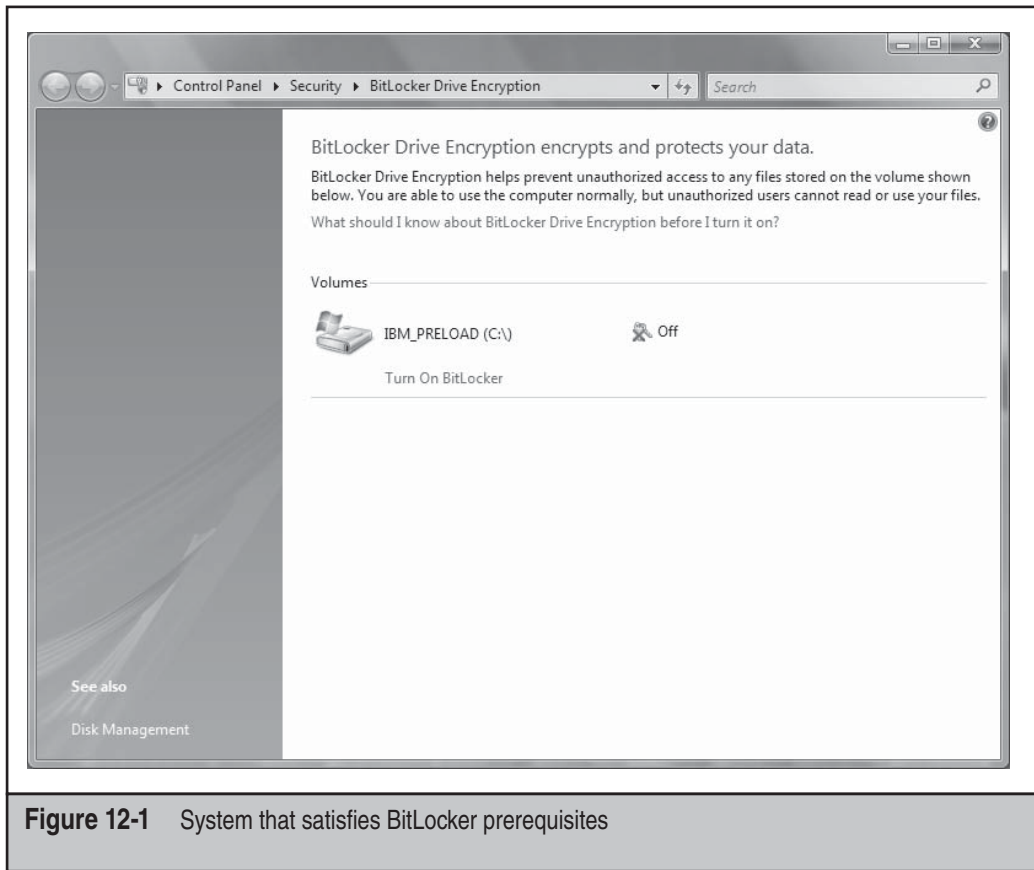 Control Panel ▸ Security ▸ BitLocker Drive Encryption
Search
BitLocker Drive Encryption encrypts and protects your data.
BitLocker Drive Encryption helps prevent unauthorized access to any files stored on the volume shown
below. You are able to use the computer normally, but unauthorized users cannot read or use your files.
What should I know about BitLocker Drive Encryption before I turn it on?
Volumes
IBM_PRELOAD (C:\)
Off
Turn On BitLocker
See also
Disk Management
Figure 12-1 System that satisfies BitLocker prerequisites